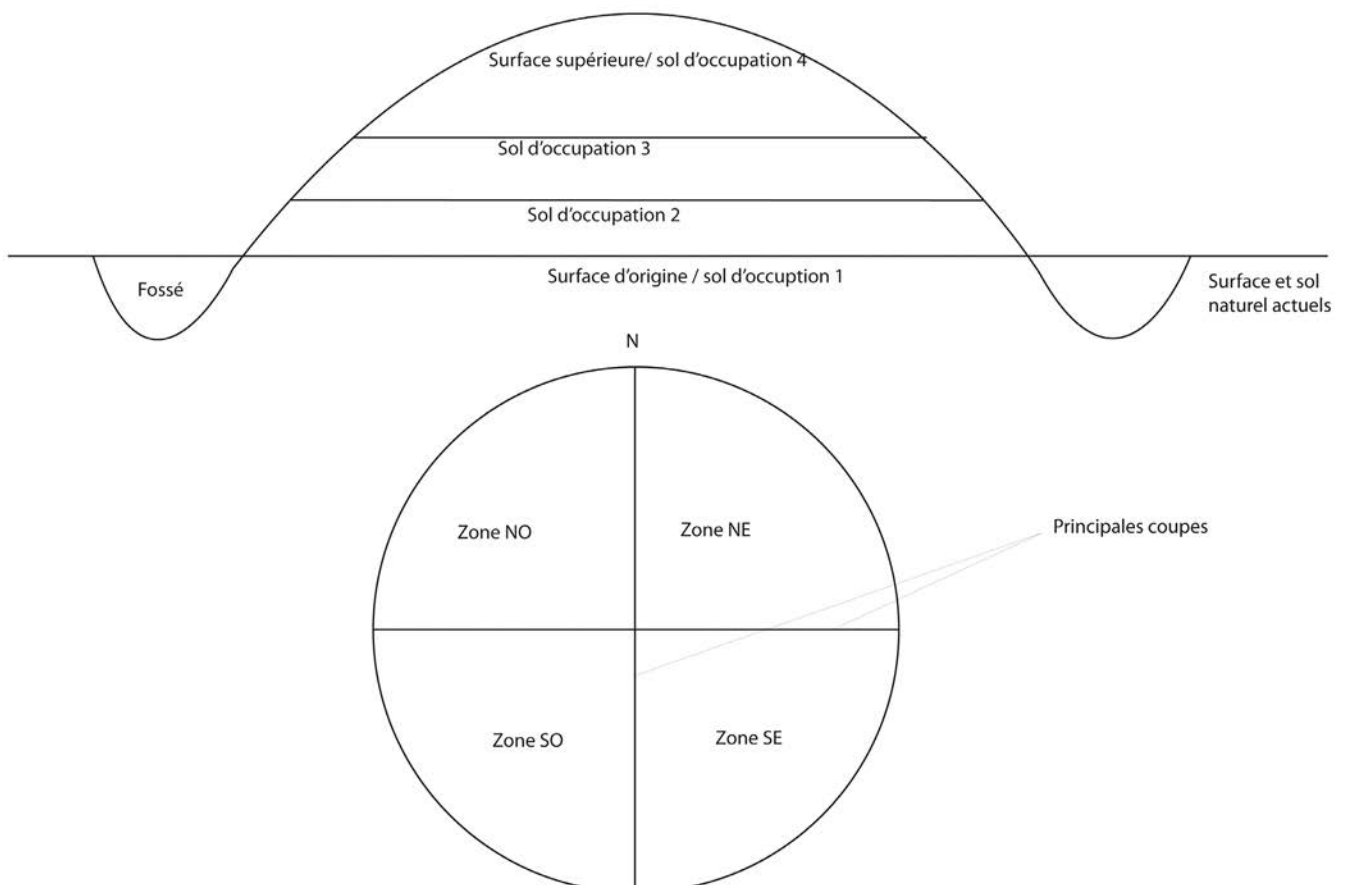 Surface supérieure/ sol d'occupation 4
Sol d'occupation 3
Sol d'occupation 2
Surface d'origine / sol d'occuption 1
Fossé
Surface et sol
naturel actuels
N
Zone NO
Zone NE
Principales coupes
Zone SO
Zone SE